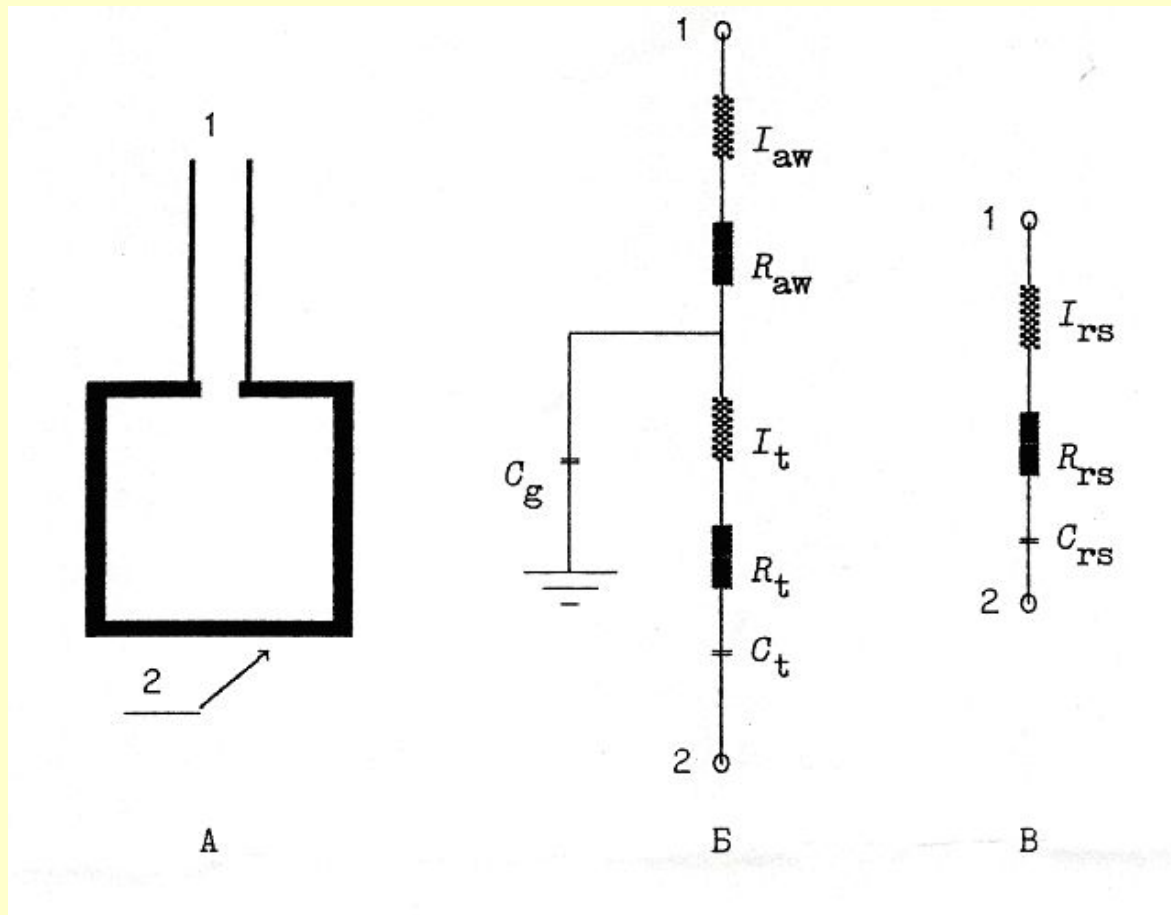 1
2
А
1
I_aw
R_aw
C_g
I_t
R_t
C_t
2
Б
1
I_rs
R_rs
C_rs
2
В